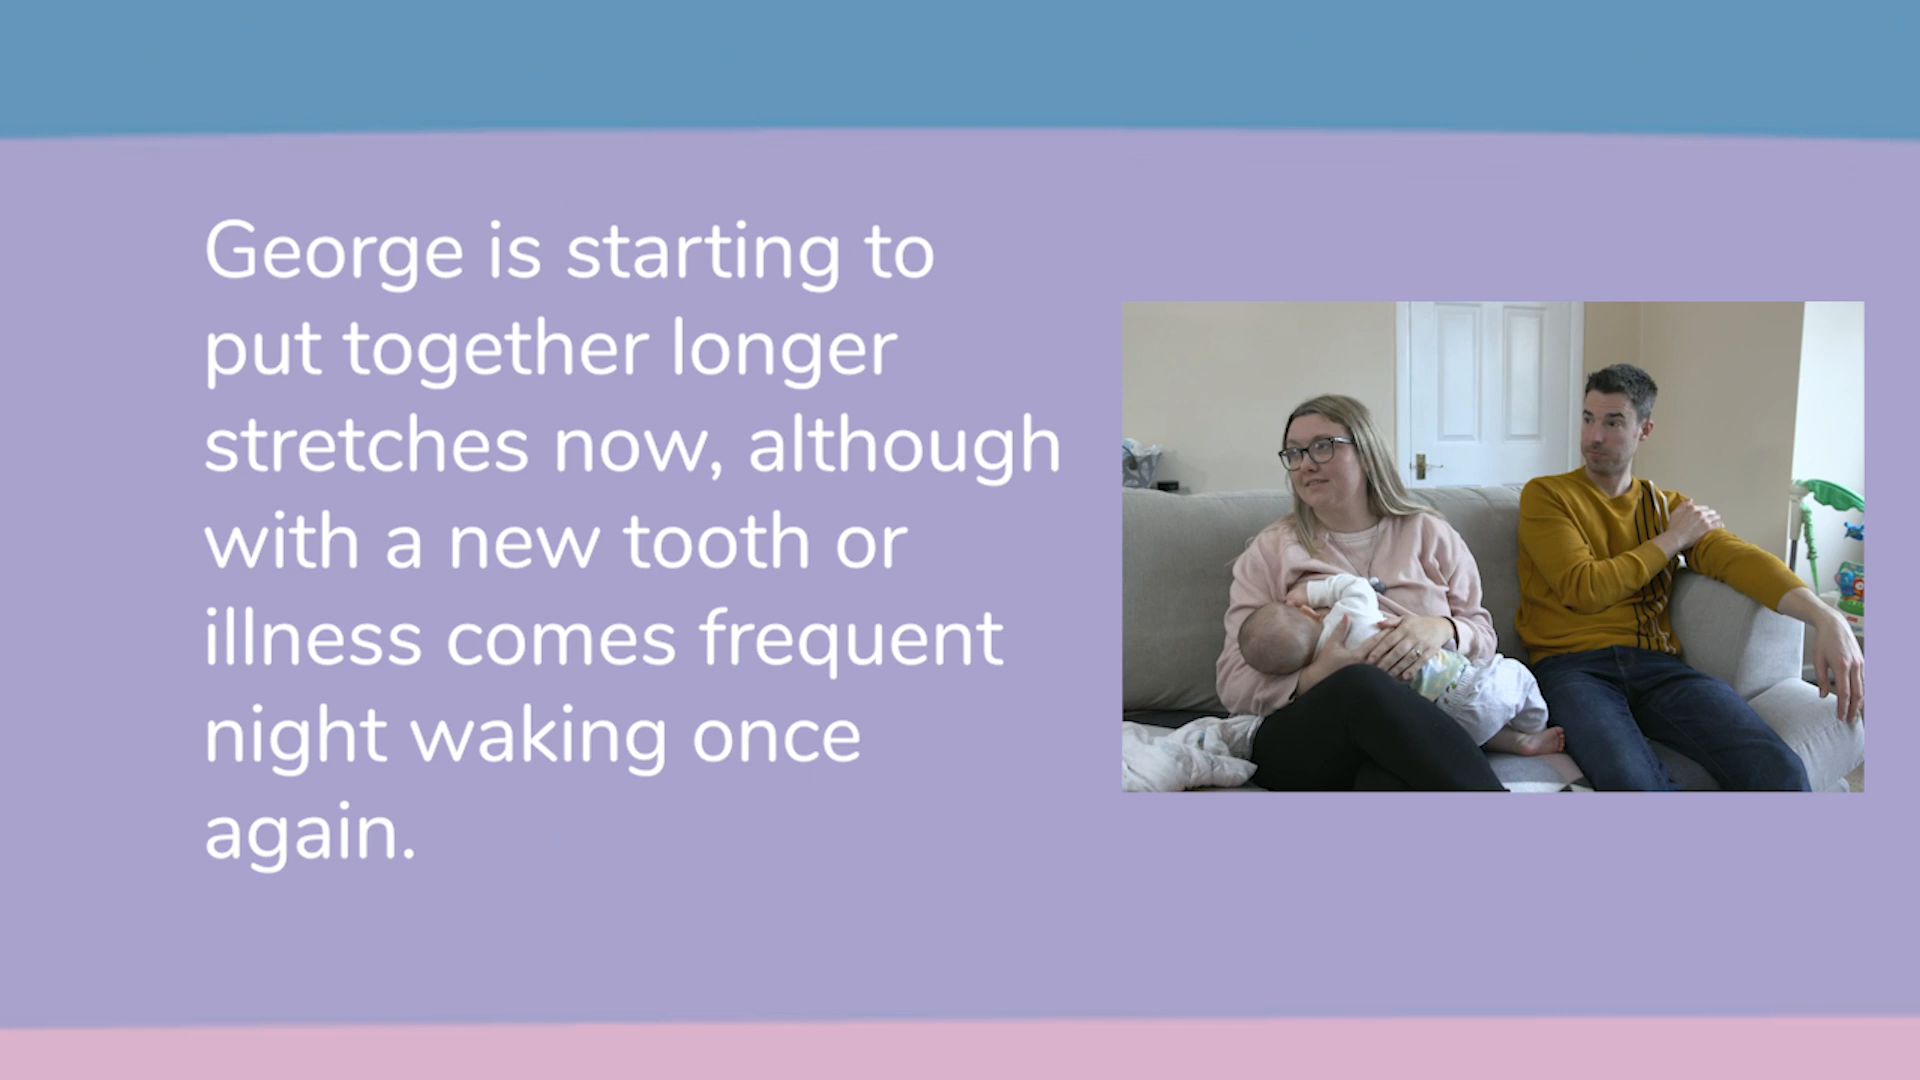 George is starting to
put together longer
stretches now, although
with a new tooth or
illness comes frequent
night waking once
again.